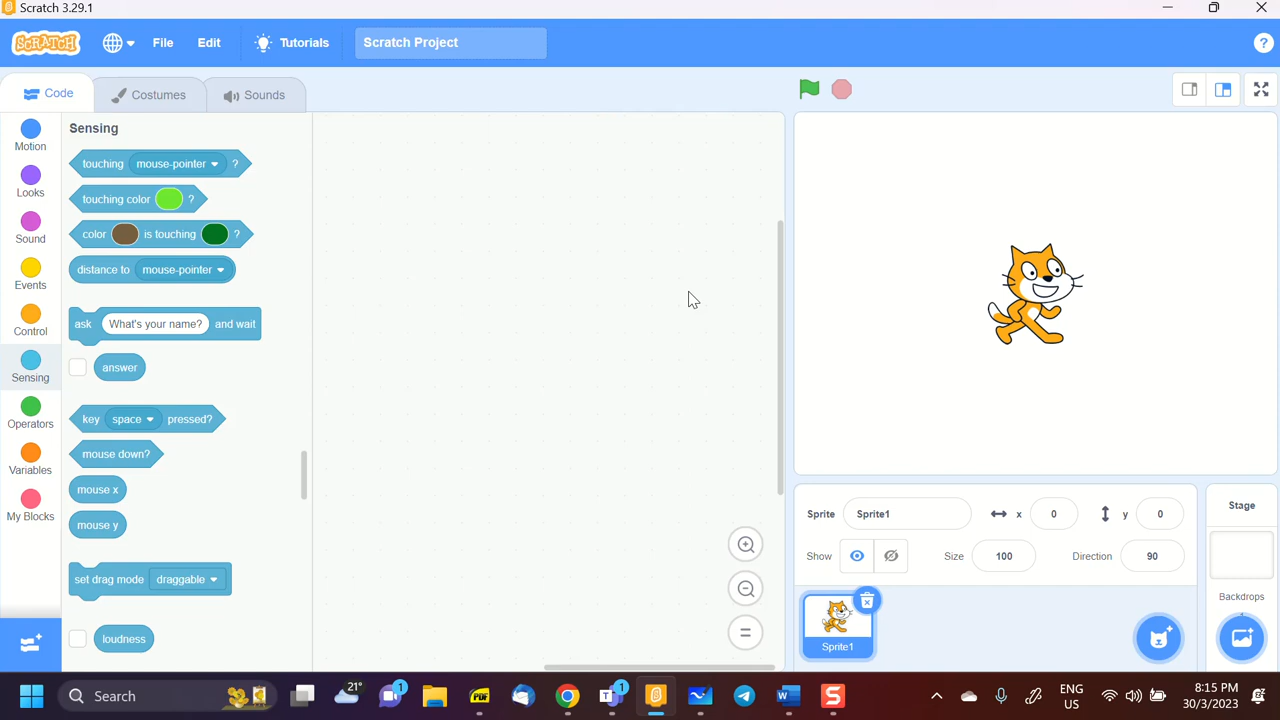 Scratch 3.29.1
SCRATCH File Edit Tutorials Scratch Project ?
Code Costumes Sounds
Motion
Looks
Sound
Events
Control
Sensing
Operators
Variables
My Blocks
Sensing
touching mouse-pointer ?
touching color ?
color is touching ?
distance to mouse-pointer
ask What's your name? and wait
answer
key space pressed?
mouse down?
mouse x
mouse y
set drag mode draggable
loudness
Sprite Sprite1 x 0 y 0
Show Size 100 Direction 90
Sprite1
Stage
Backdrops
1
Search 21° 1 PDF 1 W S ENG 8:15 PM
US 30/3/2023